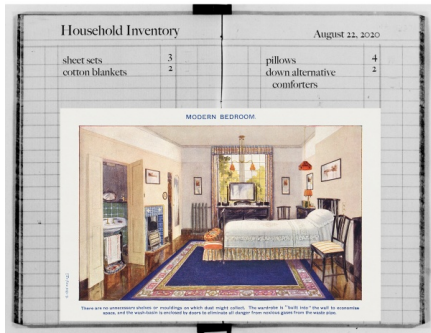 Household Inventory
August 22, 2020
sheet sets 3
cotton blankets 2
pillows 4
down alternative 2
comforters
MODERN BEDROOM.
There are no unnecessary shelves or mouldings on which dust might collect. The wardrobe is "built into" the wall to economise
space, and the wash-basin is enclosed by doors to eliminate all danger from noxious gases from the waste pipe.